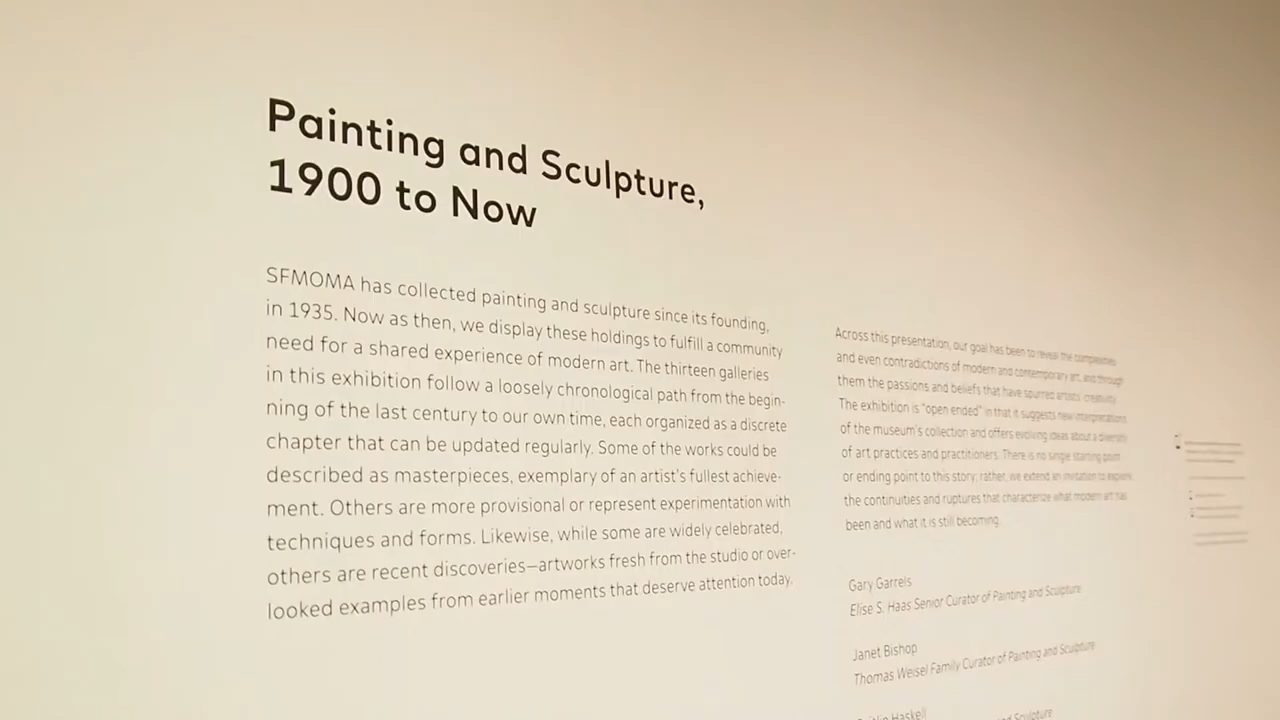 Painting and Sculpture,
1900 to Now
SFMOMA has collected painting and sculpture since its founding,
in 1935. Now as then, we display these holdings to fulfill a community
need for a shared experience of modern art. The thirteen galleries
in this exhibition follow a loosely chronological path from the begin-
ning of the last century to our own time, each organized as a discrete
chapter that can be updated regularly. Some of the works could be
described as masterpieces, exemplary of an artist's fullest achieve-
ment. Others are more provisional or represent experimentation with
techniques and forms. Likewise, while some are widely celebrated,
others are recent discoveries—artworks fresh from the studio or over-
looked examples from earlier moments that deserve attention today.
Across this presentation, our goal has been to reveal the complexities
and even contradictions of modern and contemporary art, and through
them the passions and beliefs that have spurred artists' creativity.
The exhibition is "open ended" in that it suggests new interpretations
of the museum's collection and offers evolving ideas about a diversity
of art practices and practitioners. There is no single starting point
or ending point to this story; rather, we extend an invitation to explore
the continuities and ruptures that characterize what modern art has
been and what it is still becoming.
Gary Garrels
Elise S. Haas Senior Curator of Painting and Sculpture
Janet Bishop
Thomas Weisel Family Curator of Painting and Sculpture
Haskell
and Sculpture